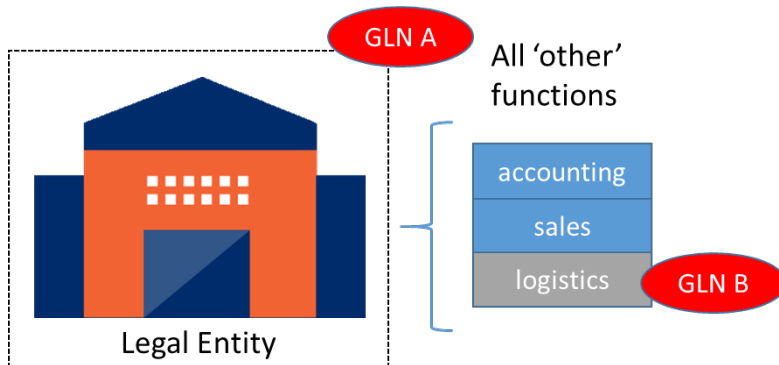 GLN A
All ‘other’
functions
accounting
sales
logistics
GLN B
Legal Entity